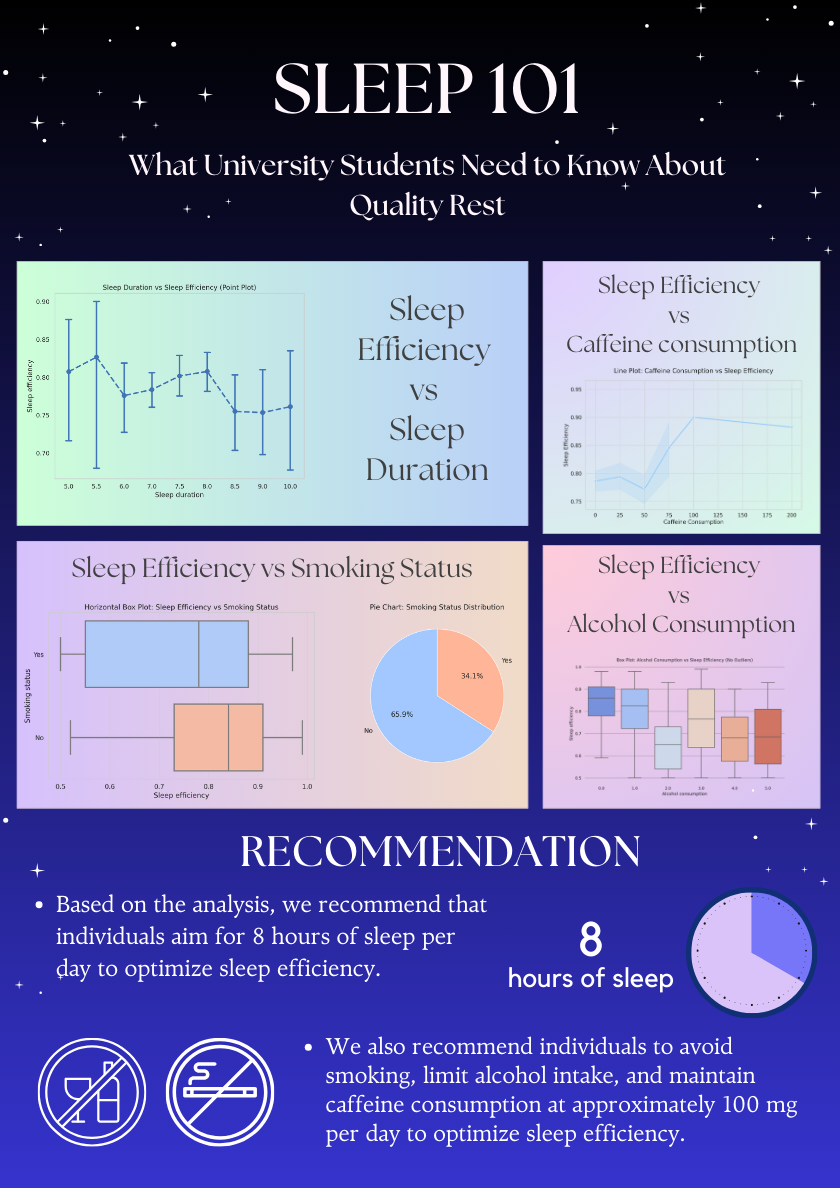 SLEEP 101
What University Students Need to Know About
Quality Rest
Sleep Duration vs Sleep Efficiency (Point Plot)
0.90
0.85
0.80
0.75
0.70
Sleep efficiency
5.0 5.5 6.0 7.0 7.5 8.0 8.5 9.0 10.0
Sleep duration
Sleep
Efficiency
vs
Sleep
Duration
Sleep Efficiency
vs
Caffeine consumption
Line Plot: Caffeine Consumption vs Sleep Efficiency
0.95
0.90
0.85
0.80
0.75
Sleep Efficiency
0 25 50 75 100 125 150 175 200
Caffeine Consumption
Sleep Efficiency vs Smoking Status
Horizontal Box Plot: Sleep Efficiency vs Smoking Status
Yes
No
Smoking status
0.5 0.6 0.7 0.8 0.9 1.0
Sleep efficiency
Pie Chart: Smoking Status Distribution
Yes
34.1%
65.9%
No
Sleep Efficiency
vs
Alcohol Consumption
Box Plot: Alcohol Consumption vs Sleep Efficiency (No Outliers)
1.0
0.9
0.8
0.7
0.6
0.5
Sleep efficiency
0.0 1.0 2.0 3.0 4.0 5.0
Alcohol consumption
RECOMMENDATION
• Based on the analysis, we recommend that
individuals aim for 8 hours of sleep per
day to optimize sleep efficiency.
8
hours of sleep
• We also recommend individuals to avoid
smoking, limit alcohol intake, and maintain
caffeine consumption at approximately 100 mg
per day to optimize sleep efficiency.